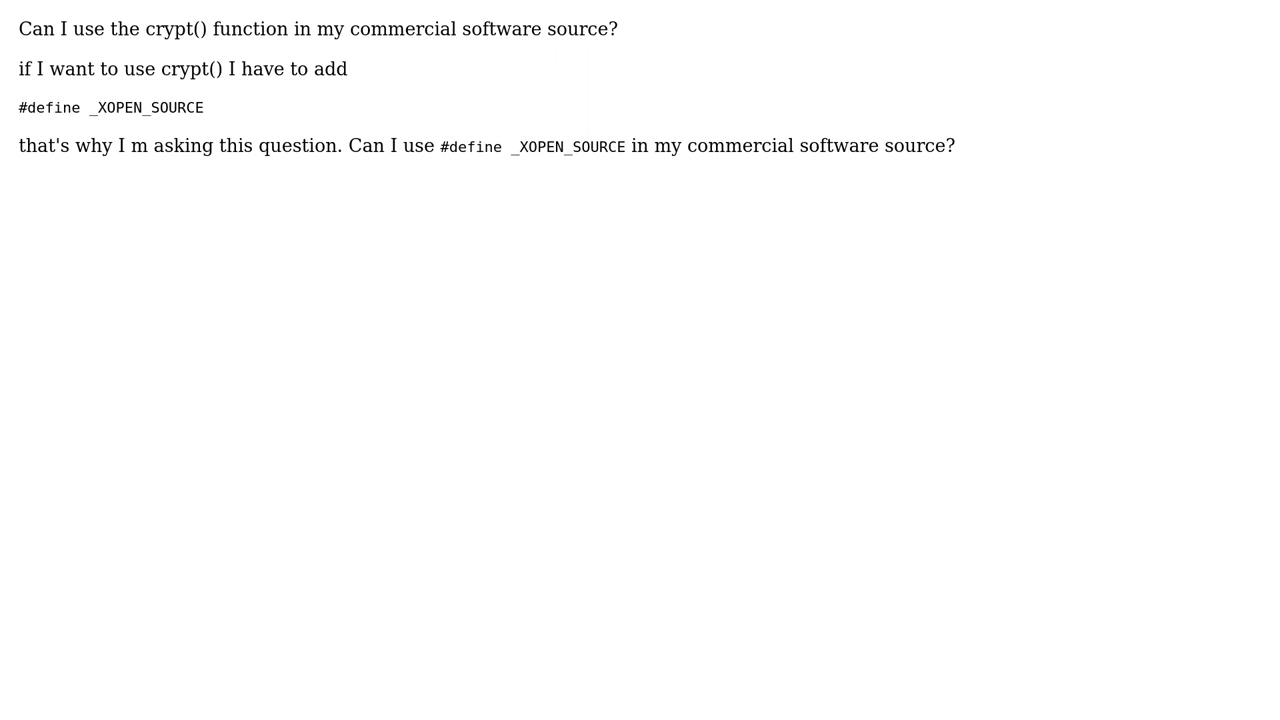 Can I use the crypt() function in my commercial software source?
if I want to use crypt() I have to add
#define _XOPEN_SOURCE
that's why I m asking this question. Can I use #define _XOPEN_SOURCE in my commercial software source?